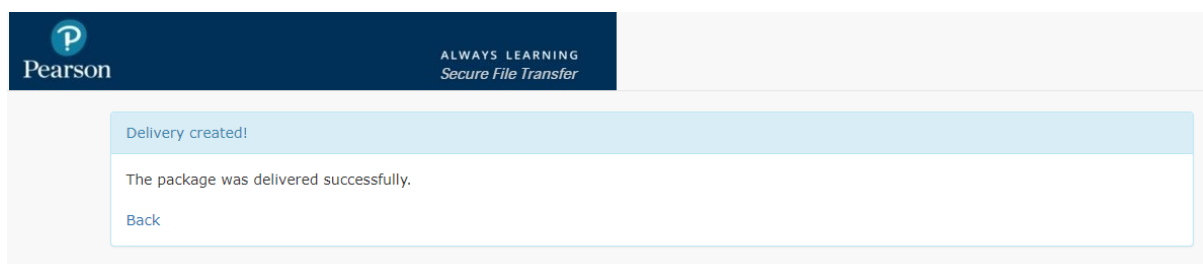 Pearson
ALWAYS LEARNING
Secure File Transfer
Delivery created!
The package was delivered successfully.
Back